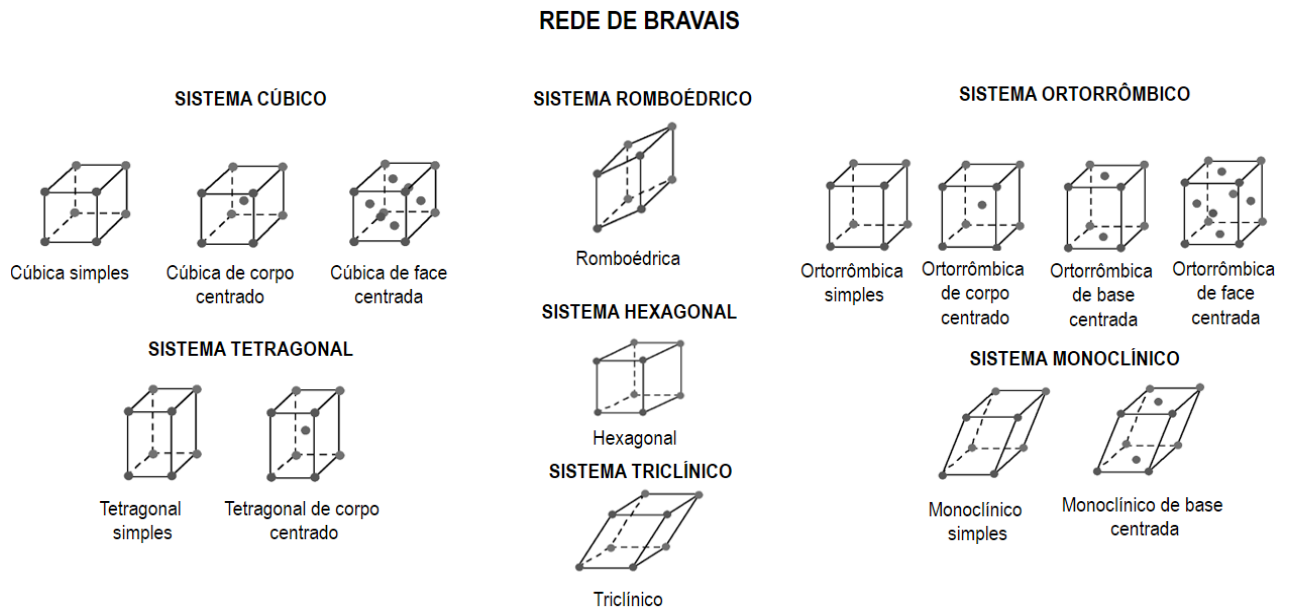 REDE DE BRAVAIS
SISTEMA CÚBICO
Cúbica simples
Cúbica de corpo
centrado
Cúbica de face
centrada
SISTEMA TETRAGONAL
Tetragonal
simples
Tetragonal de corpo
centrado
SISTEMA ROMBOÉDRICO
Romboédrica
SISTEMA HEXAGONAL
Hexagonal
SISTEMA TRICLÍNICO
Triclínico
SISTEMA ORTORRÔMBICO
Ortorrômbica
simples
Ortorrômbica
de corpo
centrado
Ortorrômbica
de base
centrada
Ortorrômbica
de face
centrada
SISTEMA MONOCLÍNICO
Monoclínico
simples
Monoclínico de base
centrada